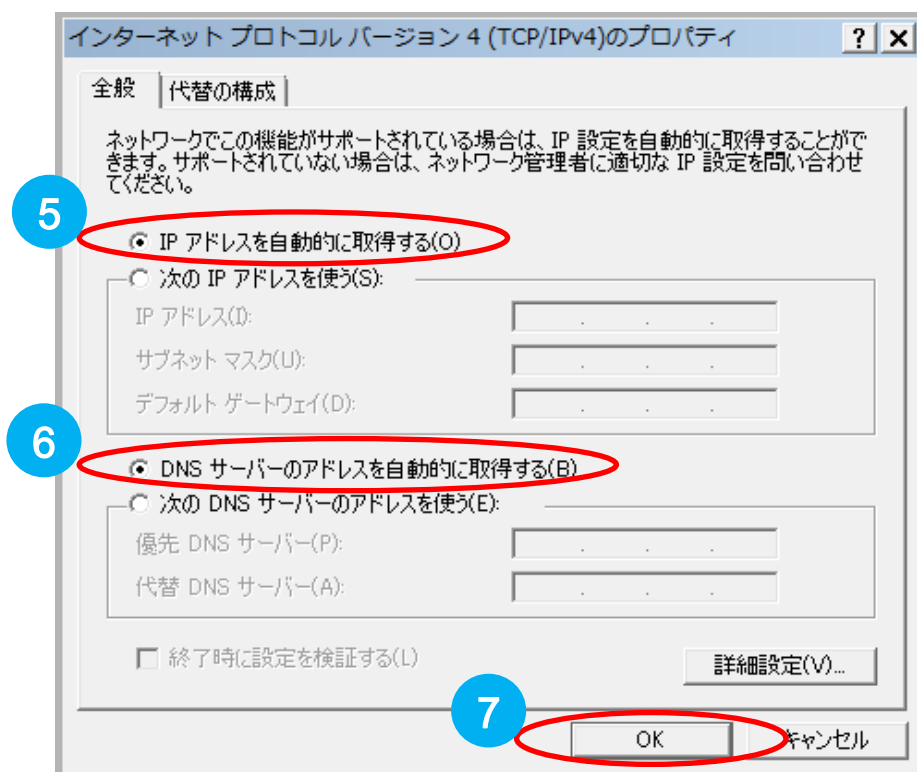 インターネット プロトコル バージョン 4 (TCP/IPv4)のプロパティ
?
全般
代替の構成
ネットワークでこの機能がサポートされている場合は、IP 設定を自動的に取得することがで
きます。サポートされていない場合は、ネットワーク管理者に適切な IP 設定を問い合わせ
てください。
5
IP アドレスを自動的に取得する(O)
次の IP アドレスを使う(S):
IP アドレス(I):
サブネット マスク(U):
デフォルト ゲートウェイ(D):
6
DNS サーバーのアドレスを自動的に取得する(B)
次の DNS サーバーのアドレスを使う(E):
優先 DNS サーバー(P):
代替 DNS サーバー(A):
終了時に設定を検証する(L)
詳細設定(V)...
7
OK
キャンセル